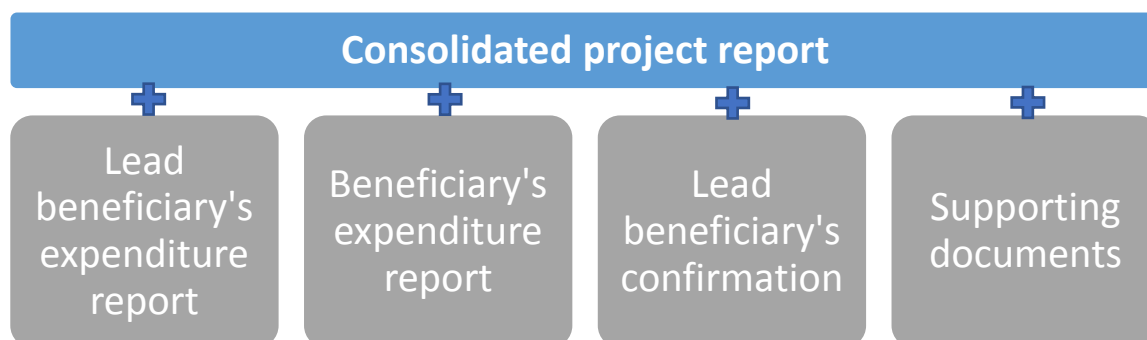 Consolidated project report
Lead
beneficiary's
expenditure
report
Beneficiary's
expenditure
report
Lead
beneficiary's
confirmation
Supporting
documents